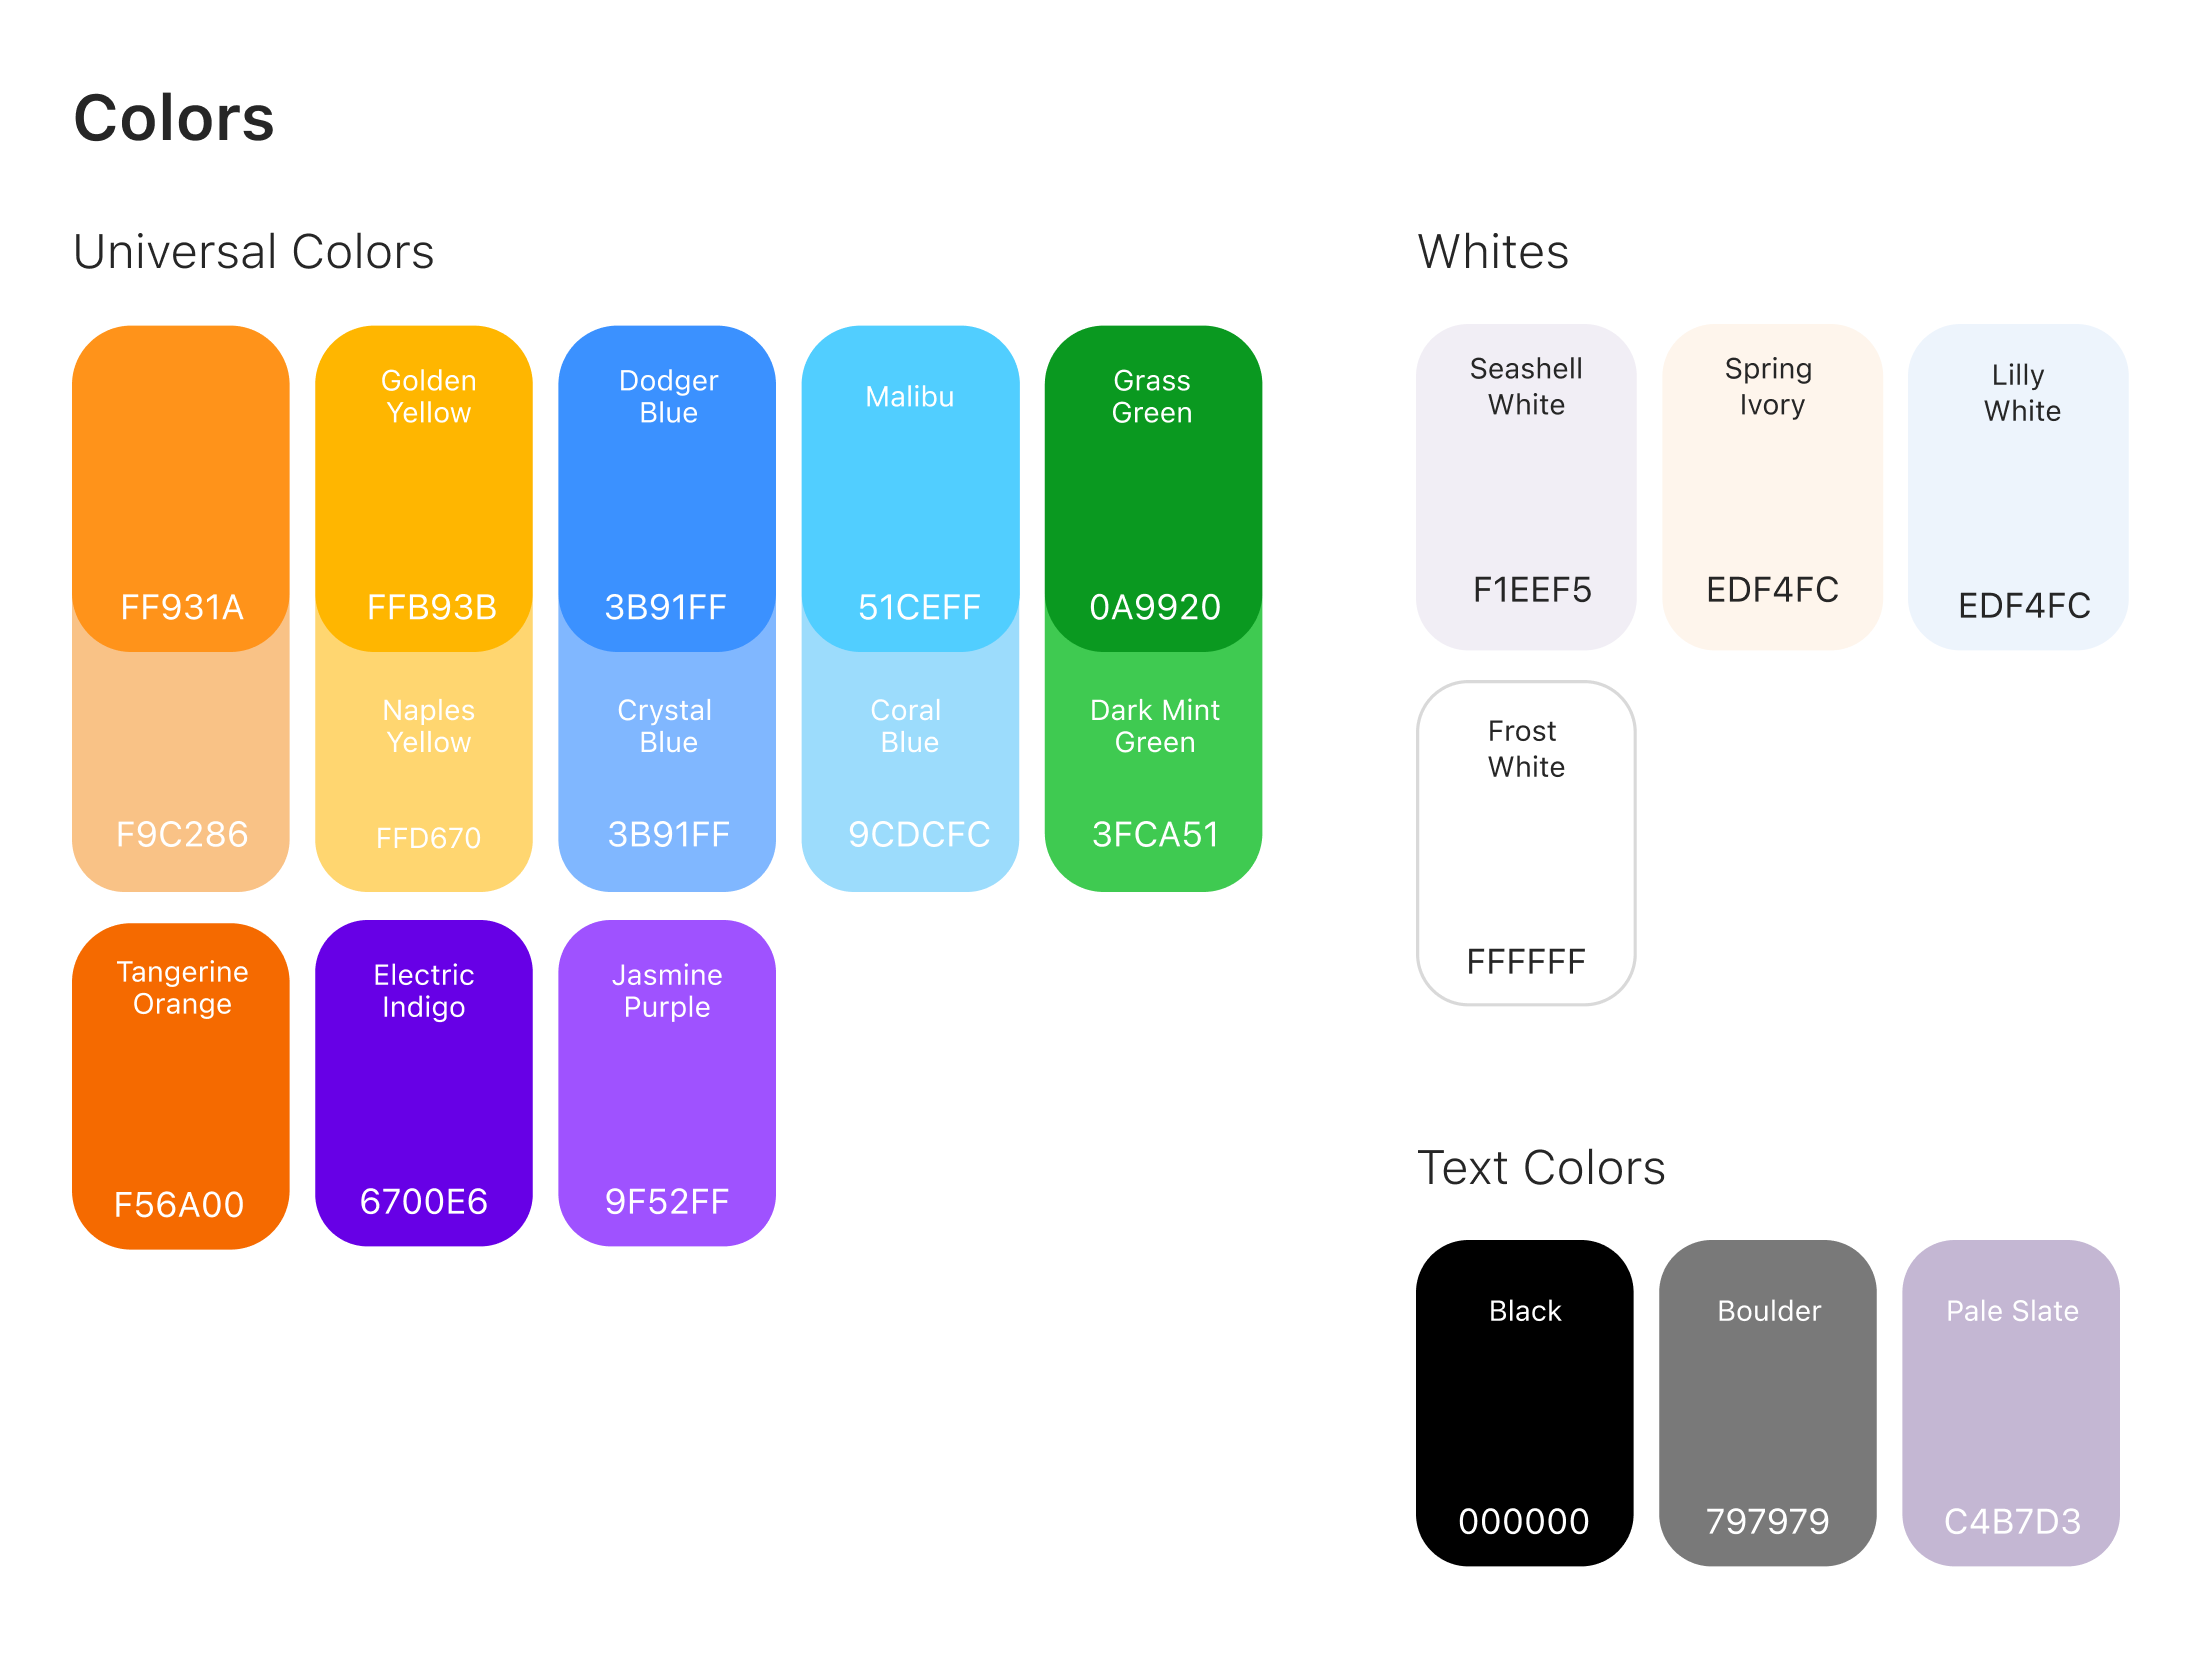 Colors
Universal Colors
FF931A
F9C286
Golden
Yellow
FFB93B
Naples
Yellow
FFD670
Dodger
Blue
3B91FF
Crystal
Blue
3B91FF
Malibu
51CEFF
Coral
Blue
9CDCFC
Grass
Green
0A9920
Dark Mint
Green
3FCA51
Tangerine
Orange
F56A00
Electric
Indigo
6700E6
Jasmine
Purple
9F52FF
Whites
Seashell
White
F1EEF5
Spring
Ivory
EDF4FC
Lilly
White
EDF4FC
Frost
White
FFFFFF
Text Colors
Black
000000
Boulder
797979
Pale Slate
C4B7D3